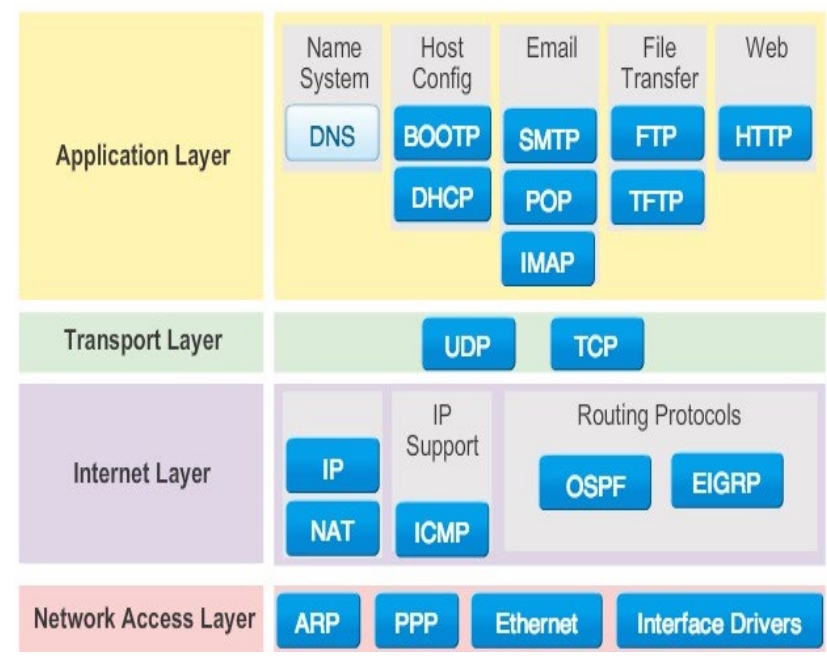 Application Layer
Name System
DNS
Host Config
BOOTP
DHCP
Email
SMTP
POP
IMAP
File Transfer
FTP
TFTP
Web
HTTP
Transport Layer
UDP
TCP
Internet Layer
IP
NAT
IP Support
ICMP
Routing Protocols
OSPF
EIGRP
Network Access Layer
ARP
PPP
Ethernet
Interface Drivers